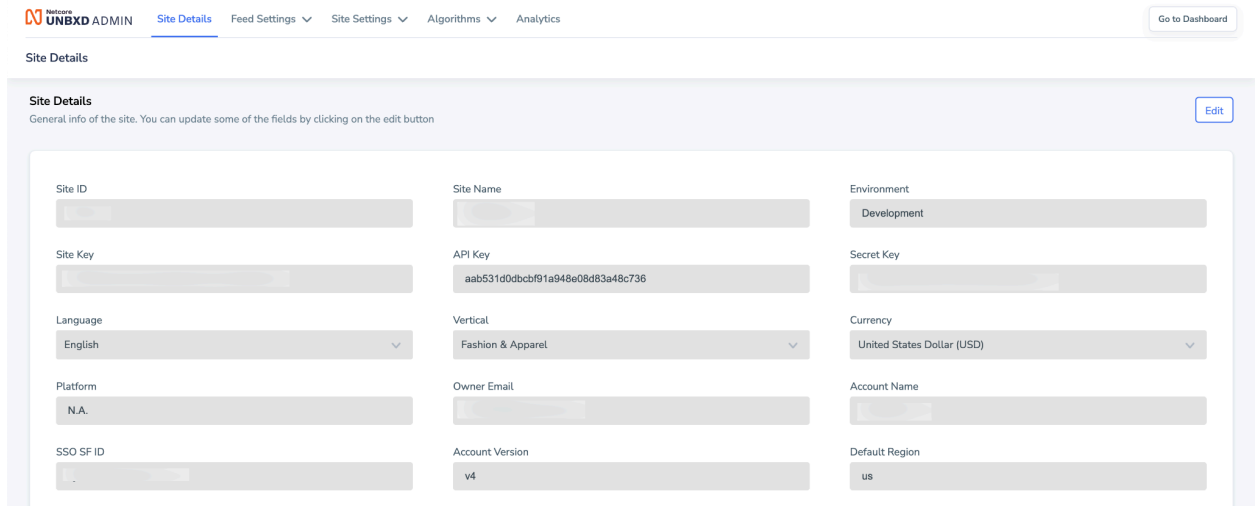 Netcore
UNBXD ADMIN Site Details Feed Settings Site Settings Algorithms Analytics Go to Dashboard
Site Details
Site Details
General info of the site. You can update some of the fields by clicking on the edit button
Edit
Site ID Site Name Environment
Development
Site Key API Key Secret Key
aab531d0dbcbf91a948e08d83a48c736
Language Vertical Currency
English Fashion & Apparel United States Dollar (USD)
Platform Owner Email Account Name
N.A.
SSO SF ID Account Version Default Region
v4 us